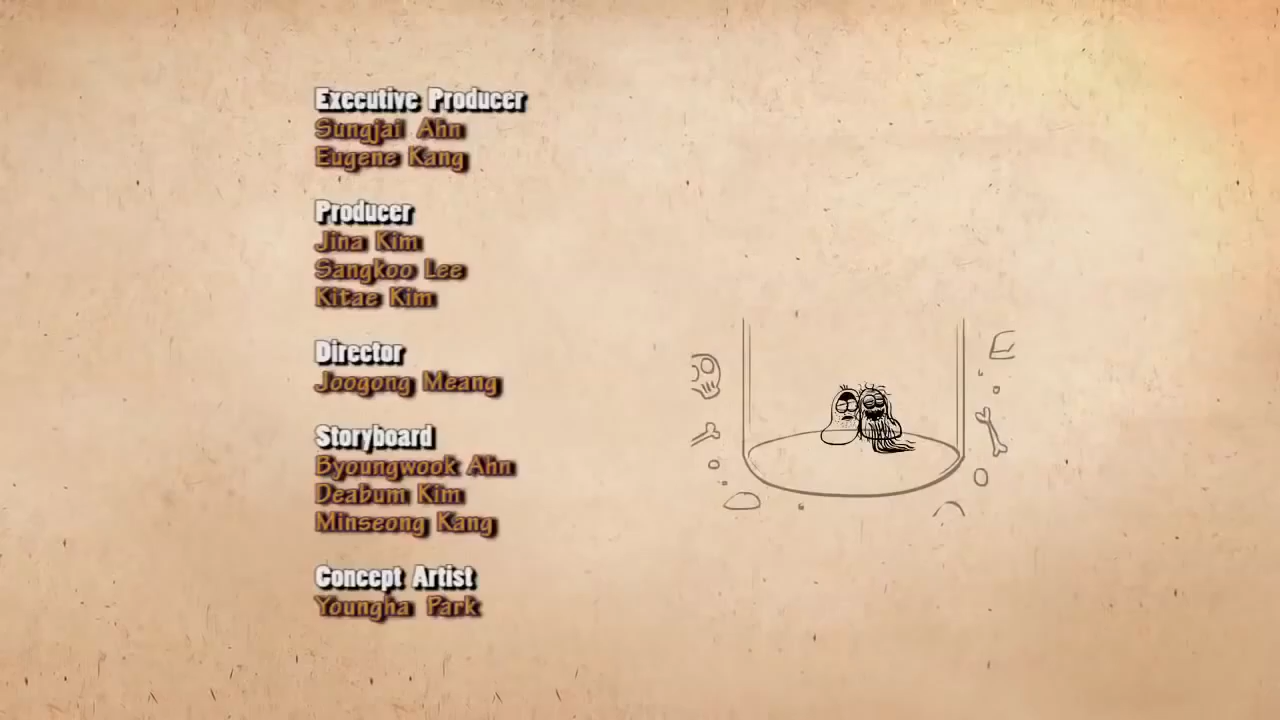 Executive Producer
Sungjai Ahn
Eugene Kang
Producer
Jina Kim
Sangkoo Lee
Kitae Kim
Director
Joogong Meang
Storyboard
Byoungwook Ahn
Deabum Kim
Minseong Kang
Concept Artist
Youngha Park